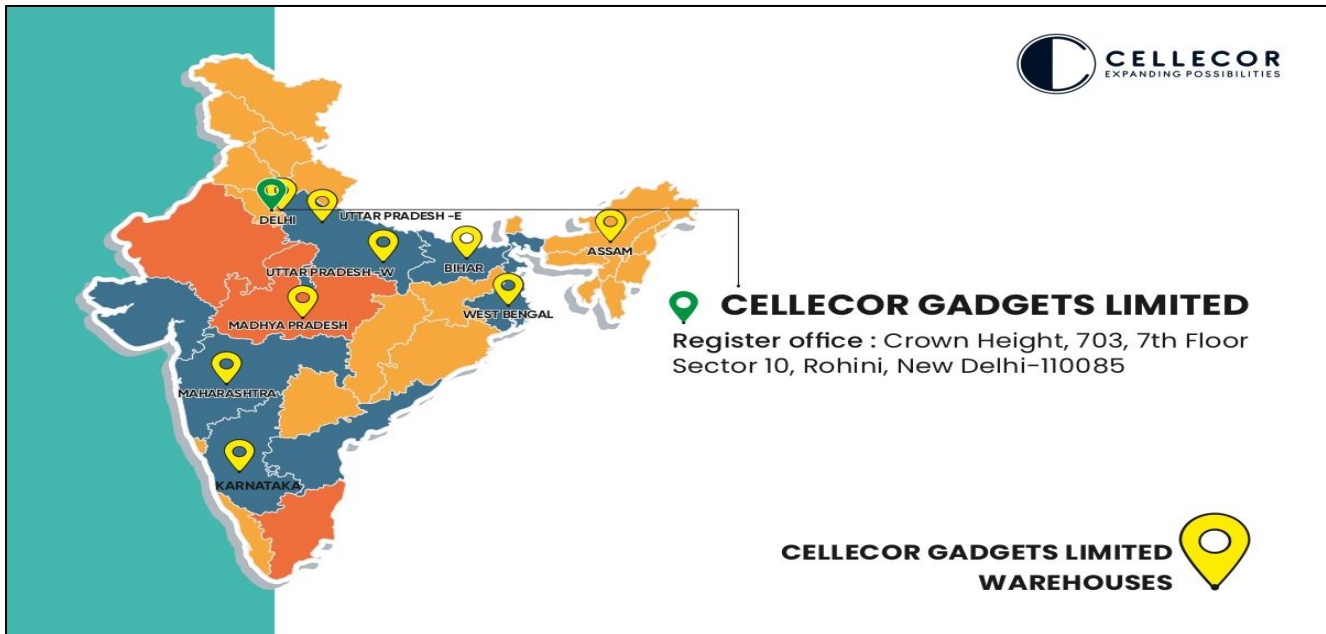 CELLECOR
EXPANDING POSSIBILITIES
DELHI
UTTAR PRADESH -E
UTTAR PRADESH -W
BIHAR
ASSAM
MADHYA PRADESH
WEST BENGAL
MAHARASHTRA
KARNATAKA
CELLECOR GADGETS LIMITED
Register office : Crown Height, 703, 7th Floor
Sector 10, Rohini, New Delhi-110085
CELLECOR GADGETS LIMITED
WAREHOUSES